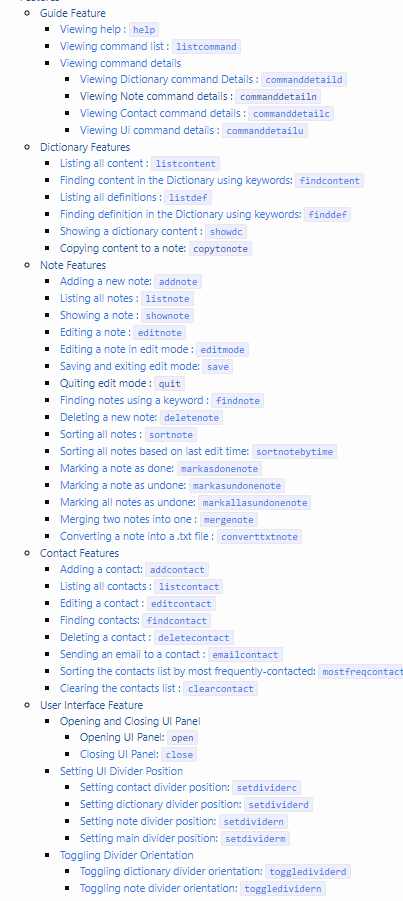 Guide Feature
Viewing help : help
Viewing command list : listcommand
Viewing command details
Viewing Dictionary command Details : commanddetaild
Viewing Note command details : commanddetailn
Viewing Contact command details : commanddetailc
Viewing Ui command details : commanddetailu
Dictionary Features
Listing all content : listcontent
Finding content in the Dictionary using keywords: findcontent
Listing all definitions : listdef
Finding definition in the Dictionary using keywords: finddef
Showing a dictionary content : showdc
Copying content to a note: copytonote
Note Features
Adding a new note: addnote
Listing all notes : listnote
Showing a note : shownote
Editing a note : editnote
Editing a note in edit mode : editmode
Saving and exiting edit mode: save
Quiting edit mode : quit
Finding notes using a keyword : findnote
Deleting a new note: deletenote
Sorting all notes : sortnote
Sorting all notes based on last edit time: sortnotebytime
Marking a note as done: markasdonenote
Marking a note as undone: markasundonenote
Marking all notes as undone: markallasundonenote
Merging two notes into one : mergenote
Converting a note into a .txt file : converttxtnote
Contact Features
Adding a contact: addcontact
Listing all contacts : listcontact
Editing a contact : editcontact
Finding contacts: findcontact
Deleting a contact : deletecontact
Sending an email to a contact : emailcontact
Sorting the contacts list by most frequently-contacted: mostfreqcontact
Clearing the contacts list : clearcontact
User Interface Feature
Opening and Closing UI Panel
Opening UI Panel: open
Closing UI Panel: close
Setting UI Divider Position
Setting contact divider position: setdividerc
Setting dictionary divider position: setdividerd
Setting note divider position: setdividern
Setting main divider position: setdividerm
Toggling Divider Orientation
Toggling dictionary divider orientation: toggledividerd
Toggling note divider orientation: toggledividern